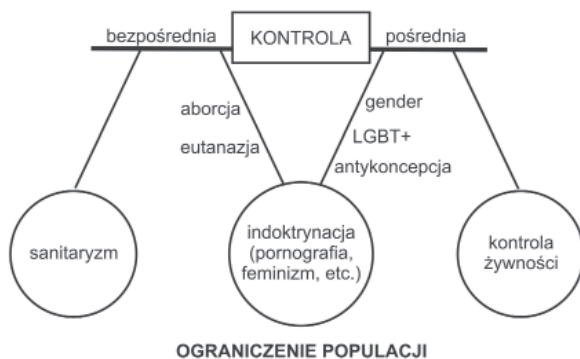 bezpośrednia KONTROLA pośrednia
aborcja
eutanazja
gender
LGBT+
antykoncepcja
sanitaryzm
indoktrynacja
(pornografia,
feminizm, etc.)
kontrola
żywności
OGRANICZENIE POPULACJI